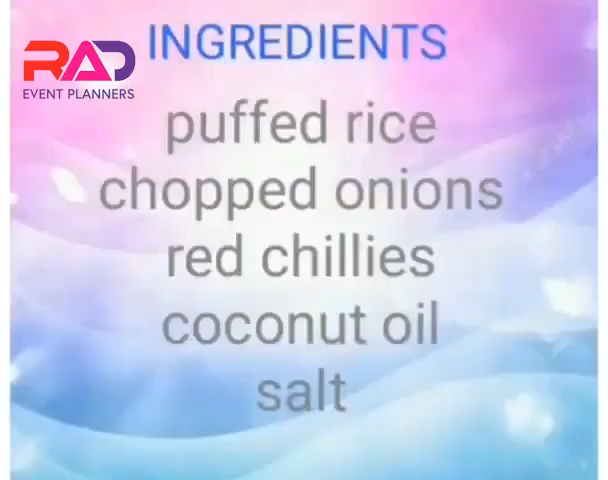 INGREDIENTS
RAD
EVENT PLANNERS
puffed rice
chopped onions
red chillies
coconut oil
salt